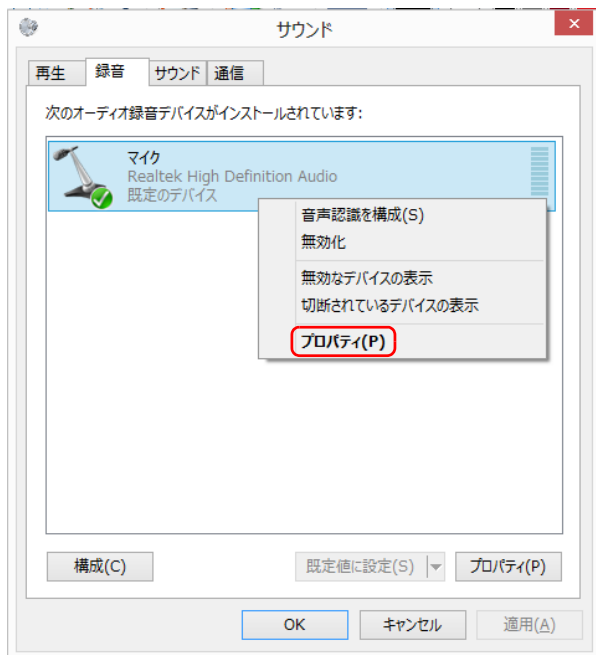 サウンド
再生 録音 サウンド 通信
次のオーディオ録音デバイスがインストールされています:
マイク
Realtek High Definition Audio
既定のデバイス
音声認識を構成(S)
無効化
無効なデバイスの表示
切断されているデバイスの表示
プロパティ(P)
構成(C) 既定値に設定(S) プロパティ(P)
OK キャンセル 適用(A)